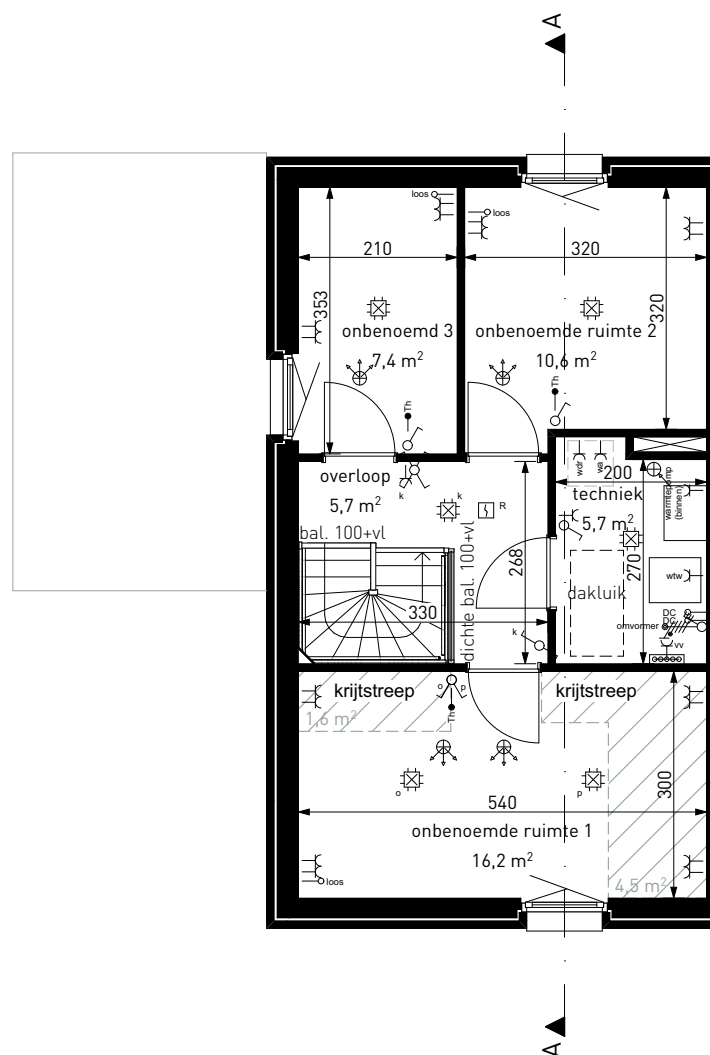 A
loos
loos
210
320
353
320
onbenoemd 3
7,4 m²
onbenoemde ruimte 2
10,6 m²
Th
Th
overloop
5,7 m²
k
k
R
bal. 100+vl
dichte bal. 100+vl
268
330
k
wdr
wa
200
techniek
5,7 m²
warmtepomp
(binnen)
270
dakluik
wtw
DC
DC
omvormer
vv
krijtstreep
1,6 m²
o
p
Th
krijtstreep
o
p
540
300
onbenoemde ruimte 1
16,2 m²
loos
4,5 m²
A